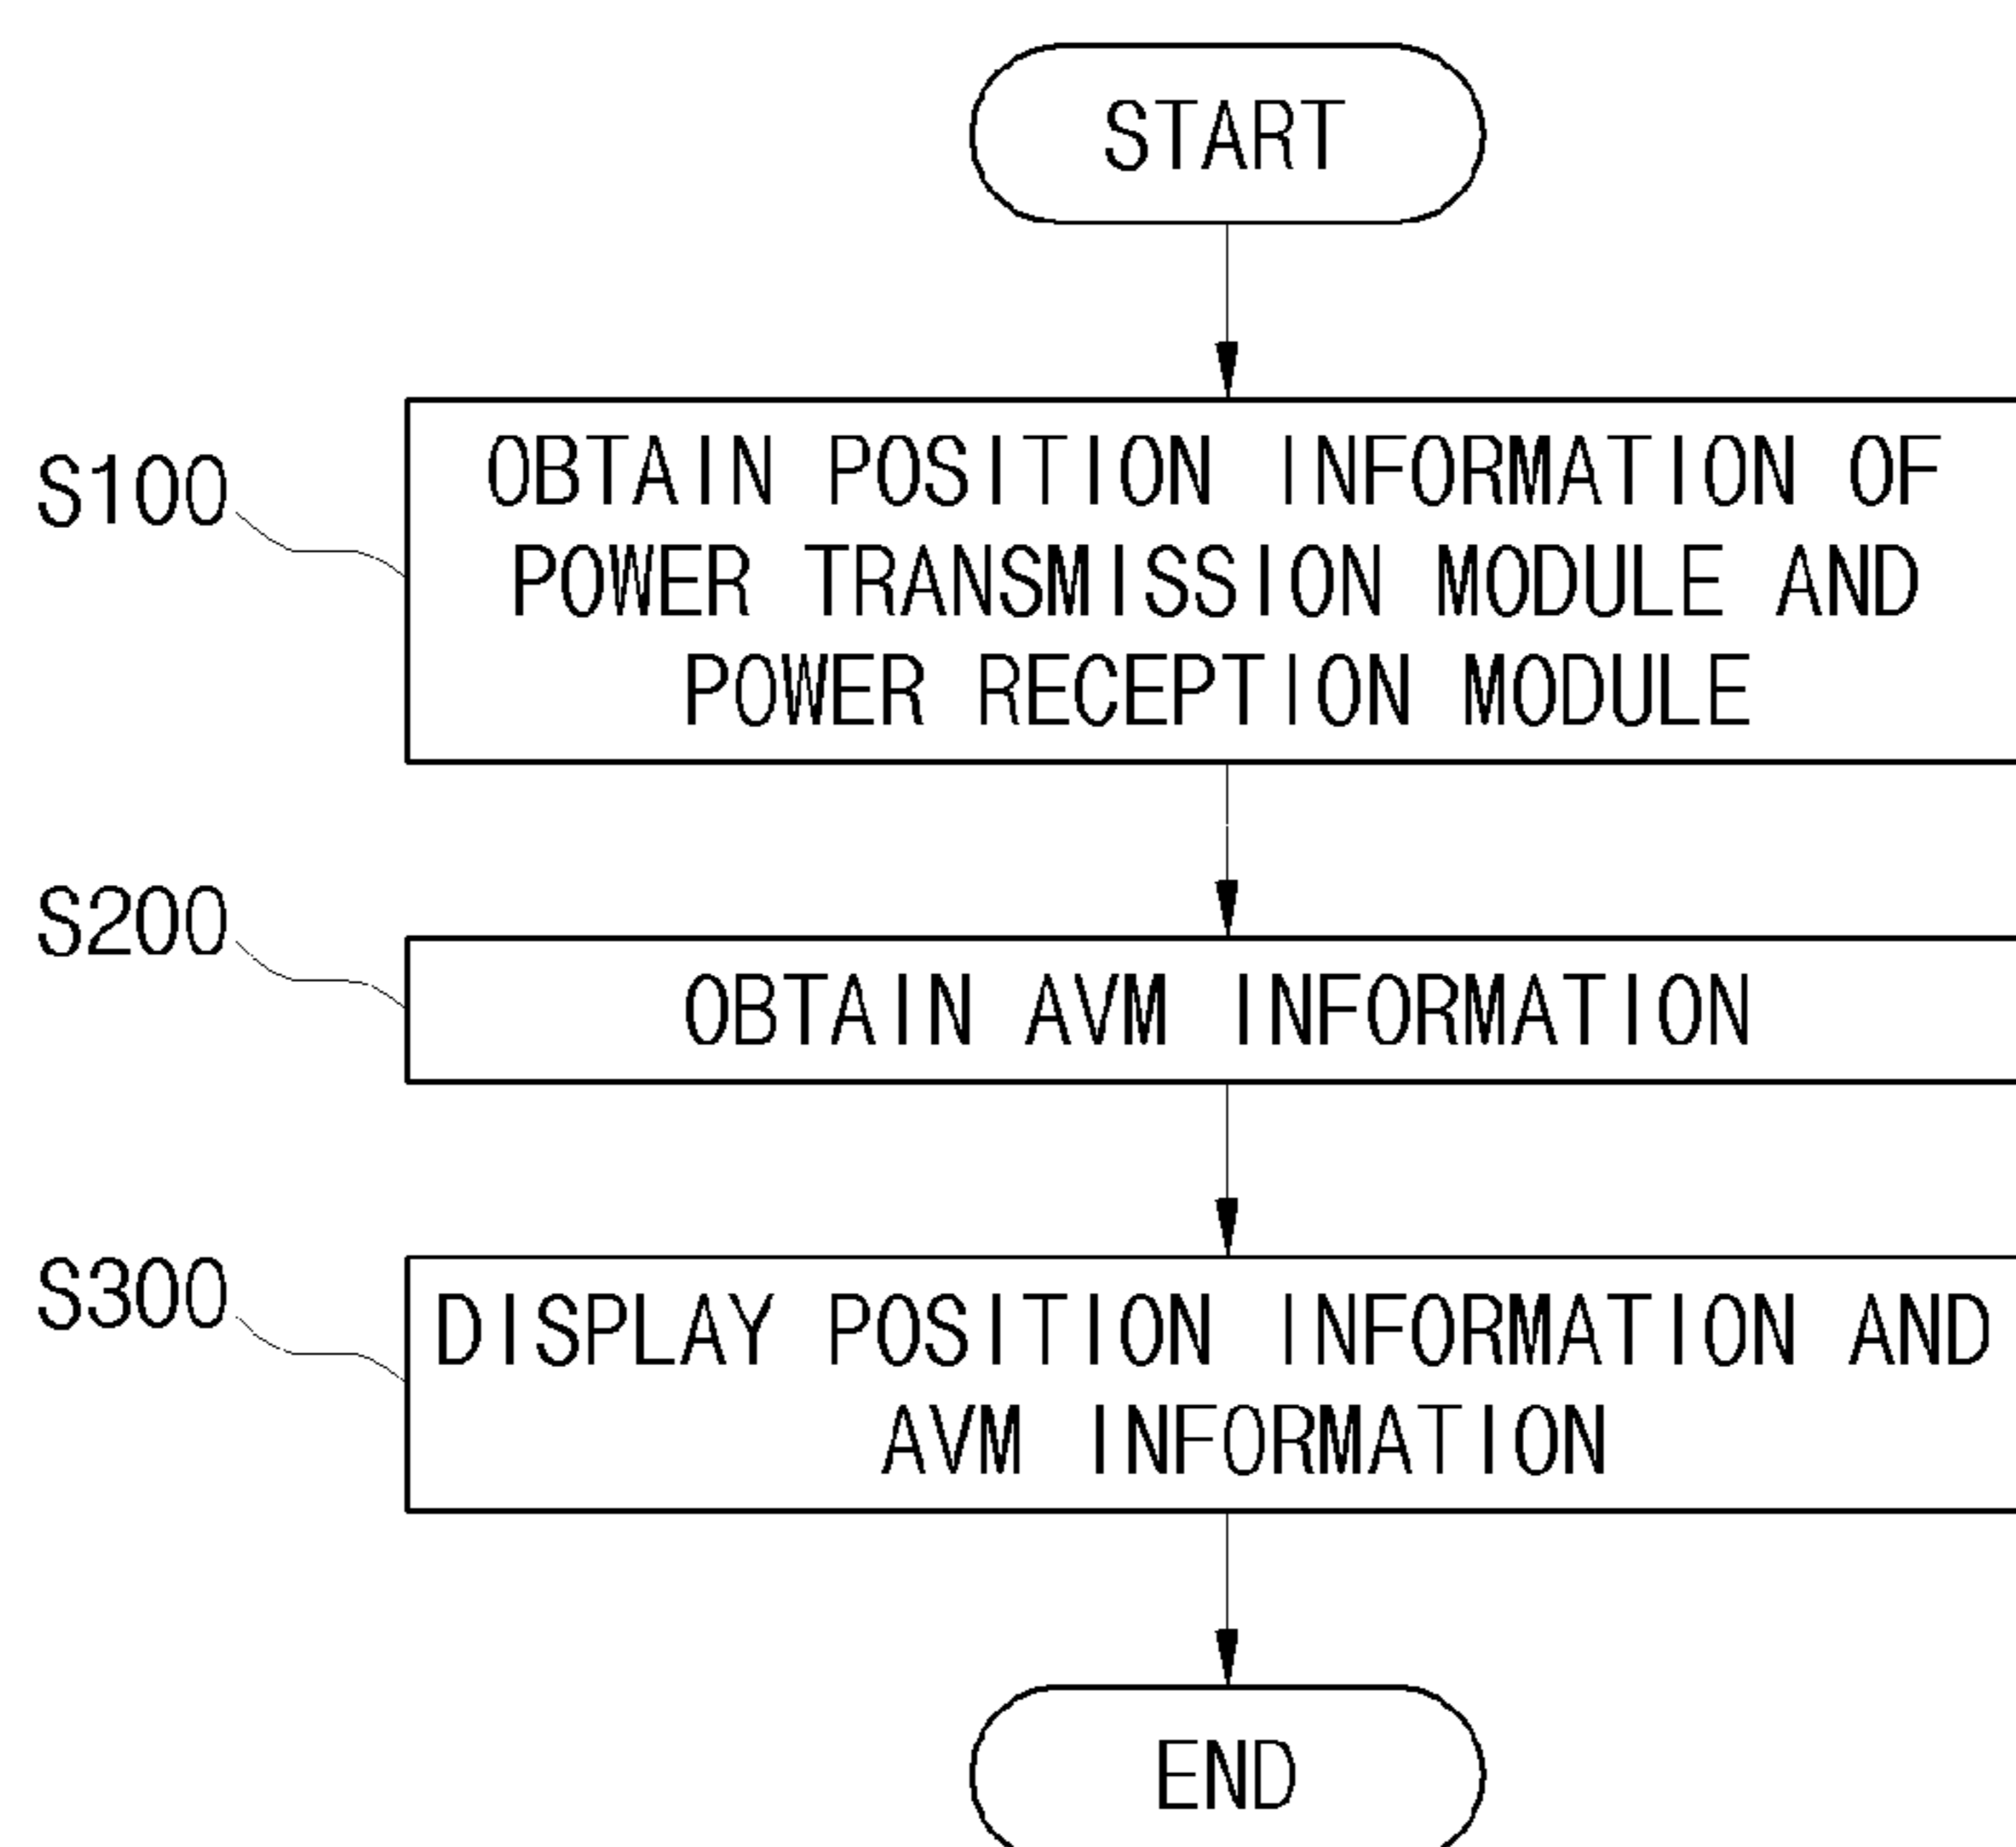 START
S100
OBTAIN POSITION INFORMATION OF
POWER TRANSMISSION MODULE AND
POWER RECEPTION MODULE
S200
OBTAIN AVM INFORMATION
S300
DISPLAY POSITION INFORMATION AND
AVM INFORMATION
END